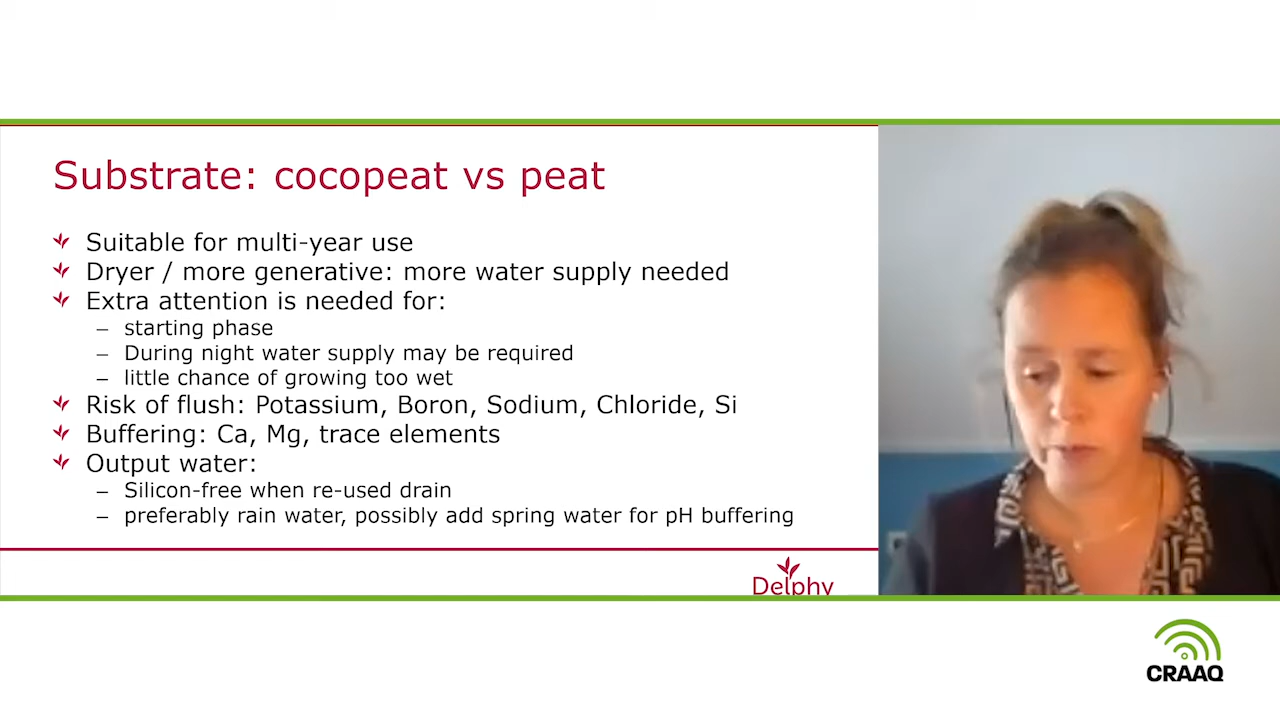 Substrate: cocopeat vs peat
Suitable for multi-year use
Dryer / more generative: more water supply needed
Extra attention is needed for:
– starting phase
– During night water supply may be required
– little chance of growing too wet
Risk of flush: Potassium, Boron, Sodium, Chloride, Si
Buffering: Ca, Mg, trace elements
Output water:
– Silicon-free when re-used drain
– preferably rain water, possibly add spring water for pH buffering
Delphy
CRAAQ